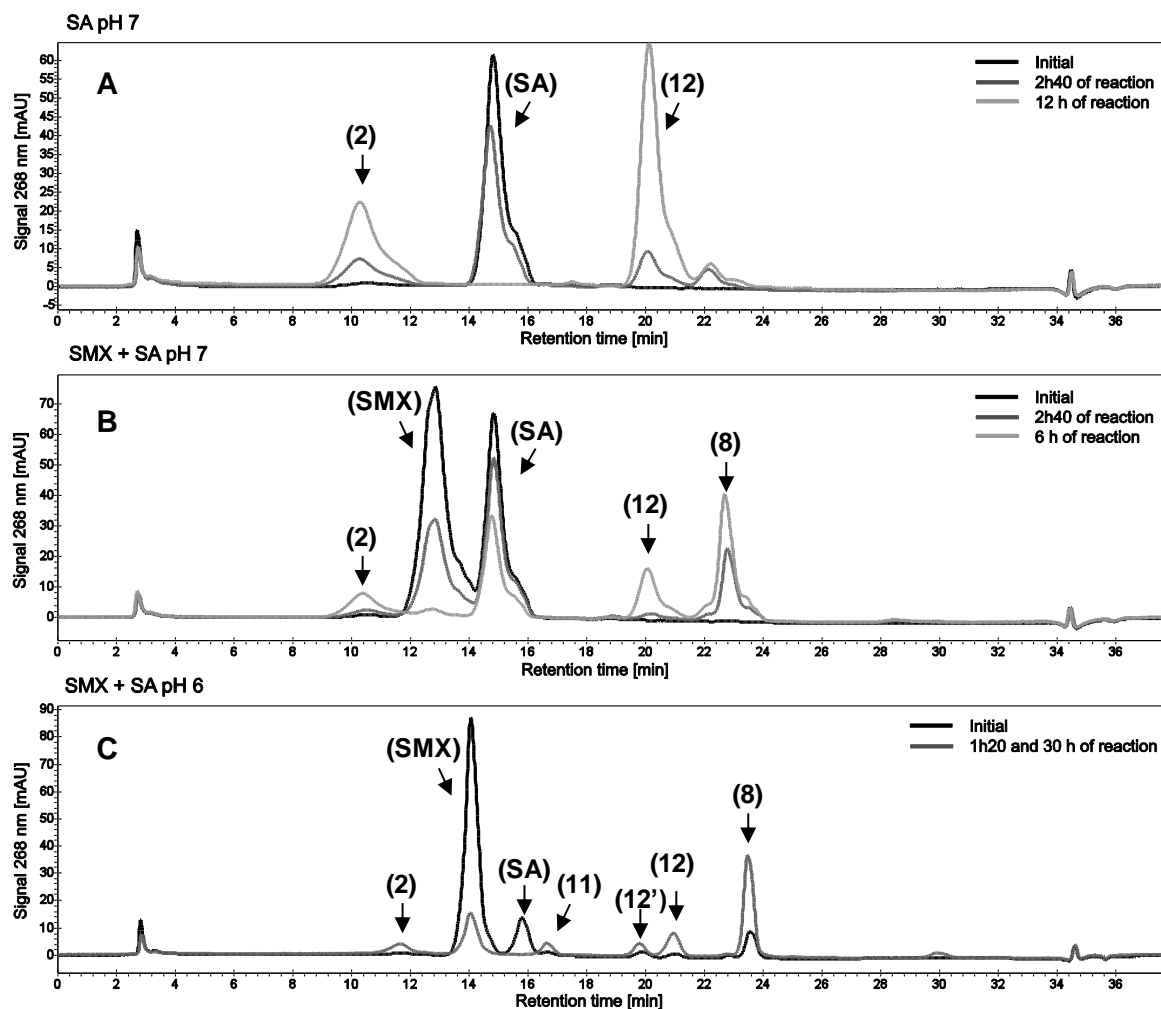 SA pH 7
A
(2)
(SA)
(12)
Initial
2h40 of reaction
12 h of reaction
Signal 268 nm [mAU]
60
55
50
45
40
35
30
25
20
15
10
5
0
-5
0 2 4 6 8 10 12 14 16 18 20 22 24 26 28 30 32 34 36
Retention time [min]
SMX + SA pH 7
B
(SMX)
(SA)
(2)
(12)
(8)
Initial
2h40 of reaction
6 h of reaction
Signal 268 nm [mAU]
70
60
50
40
30
20
10
0
0 2 4 6 8 10 12 14 16 18 20 22 24 26 28 30 32 34 36
Retention time [min]
SMX + SA pH 6
C
(SMX)
(2)
(SA)
(11)
(12')
(12)
(8)
Initial
1h20 and 30 h of reaction
Signal 268 nm [mAU]
90
80
70
60
50
40
30
20
10
0
0 2 4 6 8 10 12 14 16 18 20 22 24 26 28 30 32 34 36
Retention time [min]